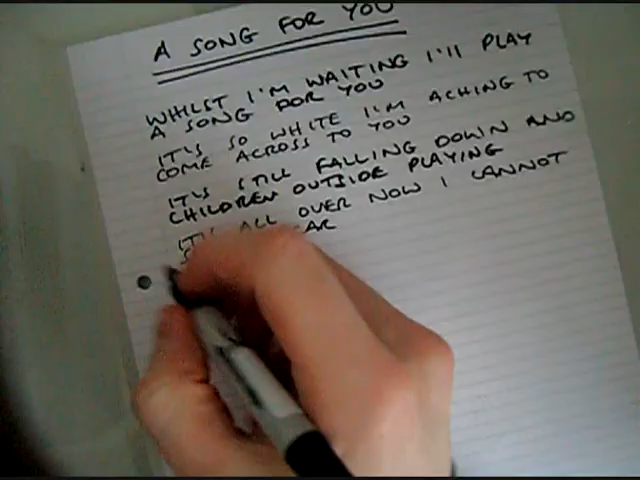 A SONG FOR YOU
WHILST I'M WAITING I'LL PLAY
A SONG FOR YOU
IT'S SO WHITE I'M ACHING TO
COME ACROSS TO YOU
IT'S STILL FALLING DOWN AND
CHILDREN OUTSIDE PLAYING
IT'S ALL OVER NOW I CANNOT